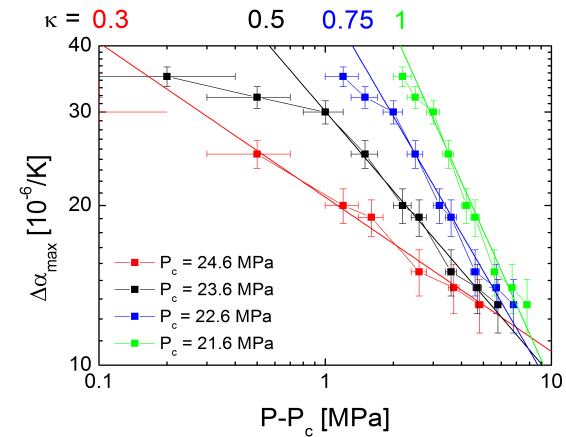 κ = 0.3 0.5 0.75 1
40
30
20
10
Δα_max [10⁻⁶/K]
P_c = 24.6 MPa
P_c = 23.6 MPa
P_c = 22.6 MPa
P_c = 21.6 MPa
0.1 1 10
P-P_c [MPa]